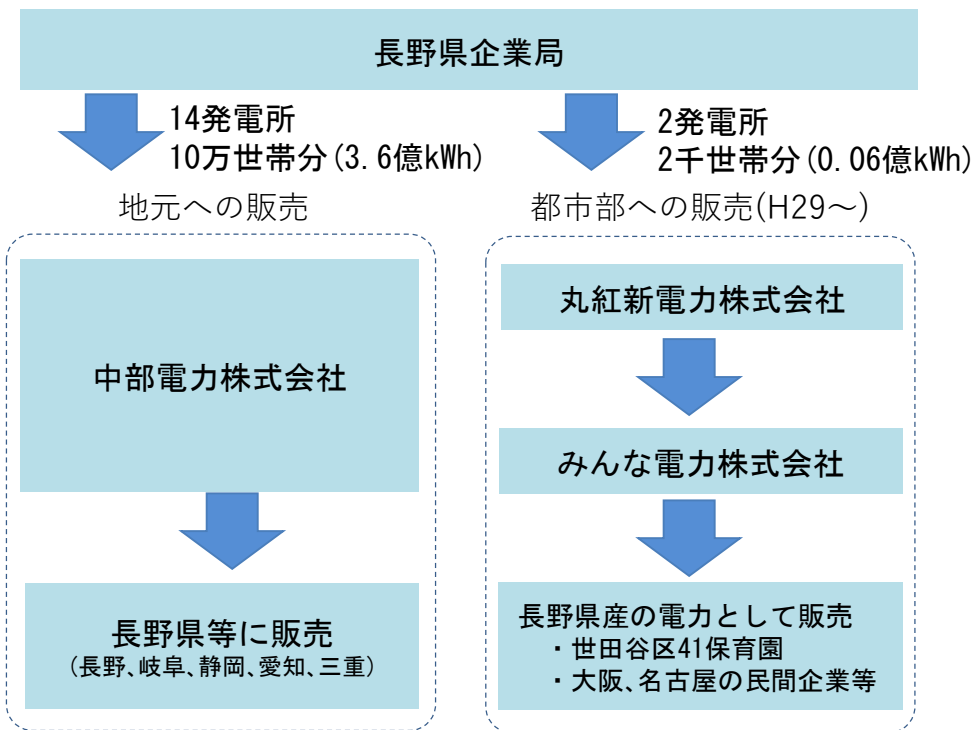 長野県企業局
14発電所
10万世帯分(3.6億kWh)
2発電所
2千世帯分(0.06億kWh)
地元への販売
都市部への販売(H29～)
中部電力株式会社
長野県等に販売
(長野、岐阜、静岡、愛知、三重)
丸紅新電力株式会社
みんな電力株式会社
長野県産の電力として販売
・世田谷区41保育園
・大阪、名古屋の民間企業等